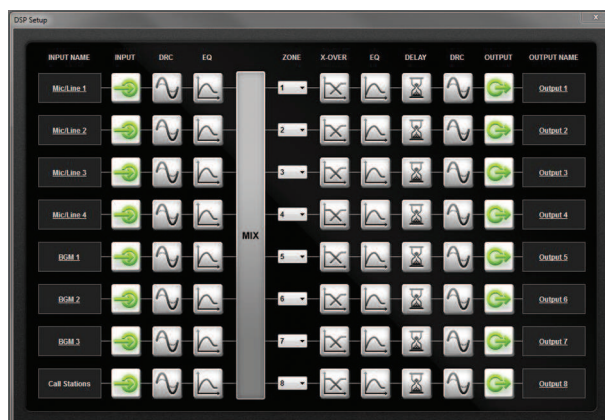 DSP Setup
x
INPUT NAME INPUT DRC EQ ZONE X-OVER EQ DELAY DRC OUTPUT OUTPUT NAME
Mic/Line 1 1 Output 1
Mic/Line 2 2 Output 2
Mic/Line 3 3 Output 3
Mic/Line 4 4 Output 4
MIX
BGM 1 5 Output 5
BGM 2 6 Output 6
BGM 3 7 Output 7
Call Stations 8 Output 8